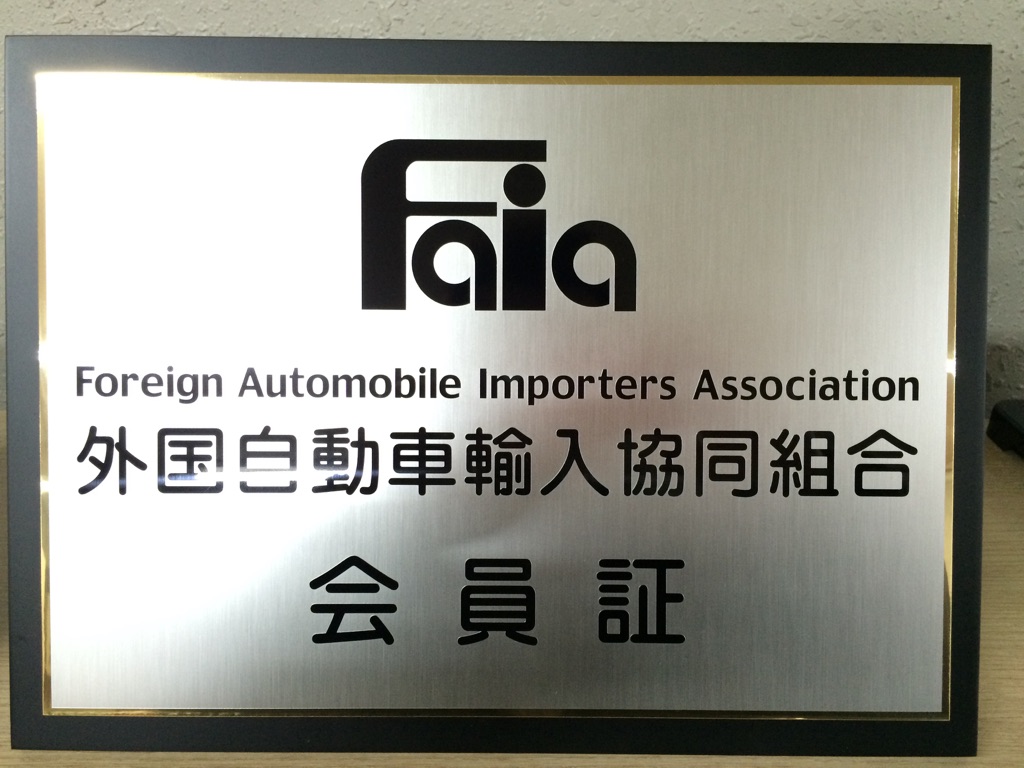 Faia
Foreign Automobile Importers Association
外国自動車輸入協同組合
会員証